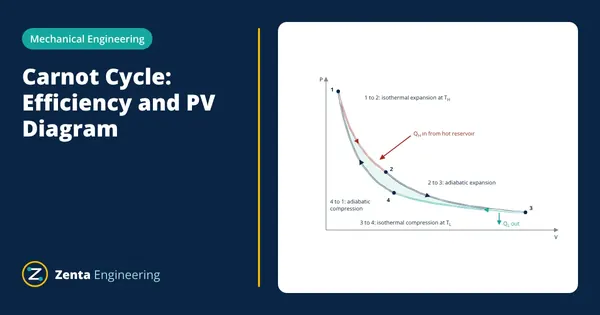 Mechanical Engineering
Carnot Cycle:
Efficiency and PV
Diagram
Zenta Engineering
P
1
1 to 2: isothermal expansion at TH
QH in from hot reservoir
2
2 to 3: adiabatic expansion
4 to 1: adiabatic
compression
4
3
3 to 4: isothermal compression at TL
QL out
V